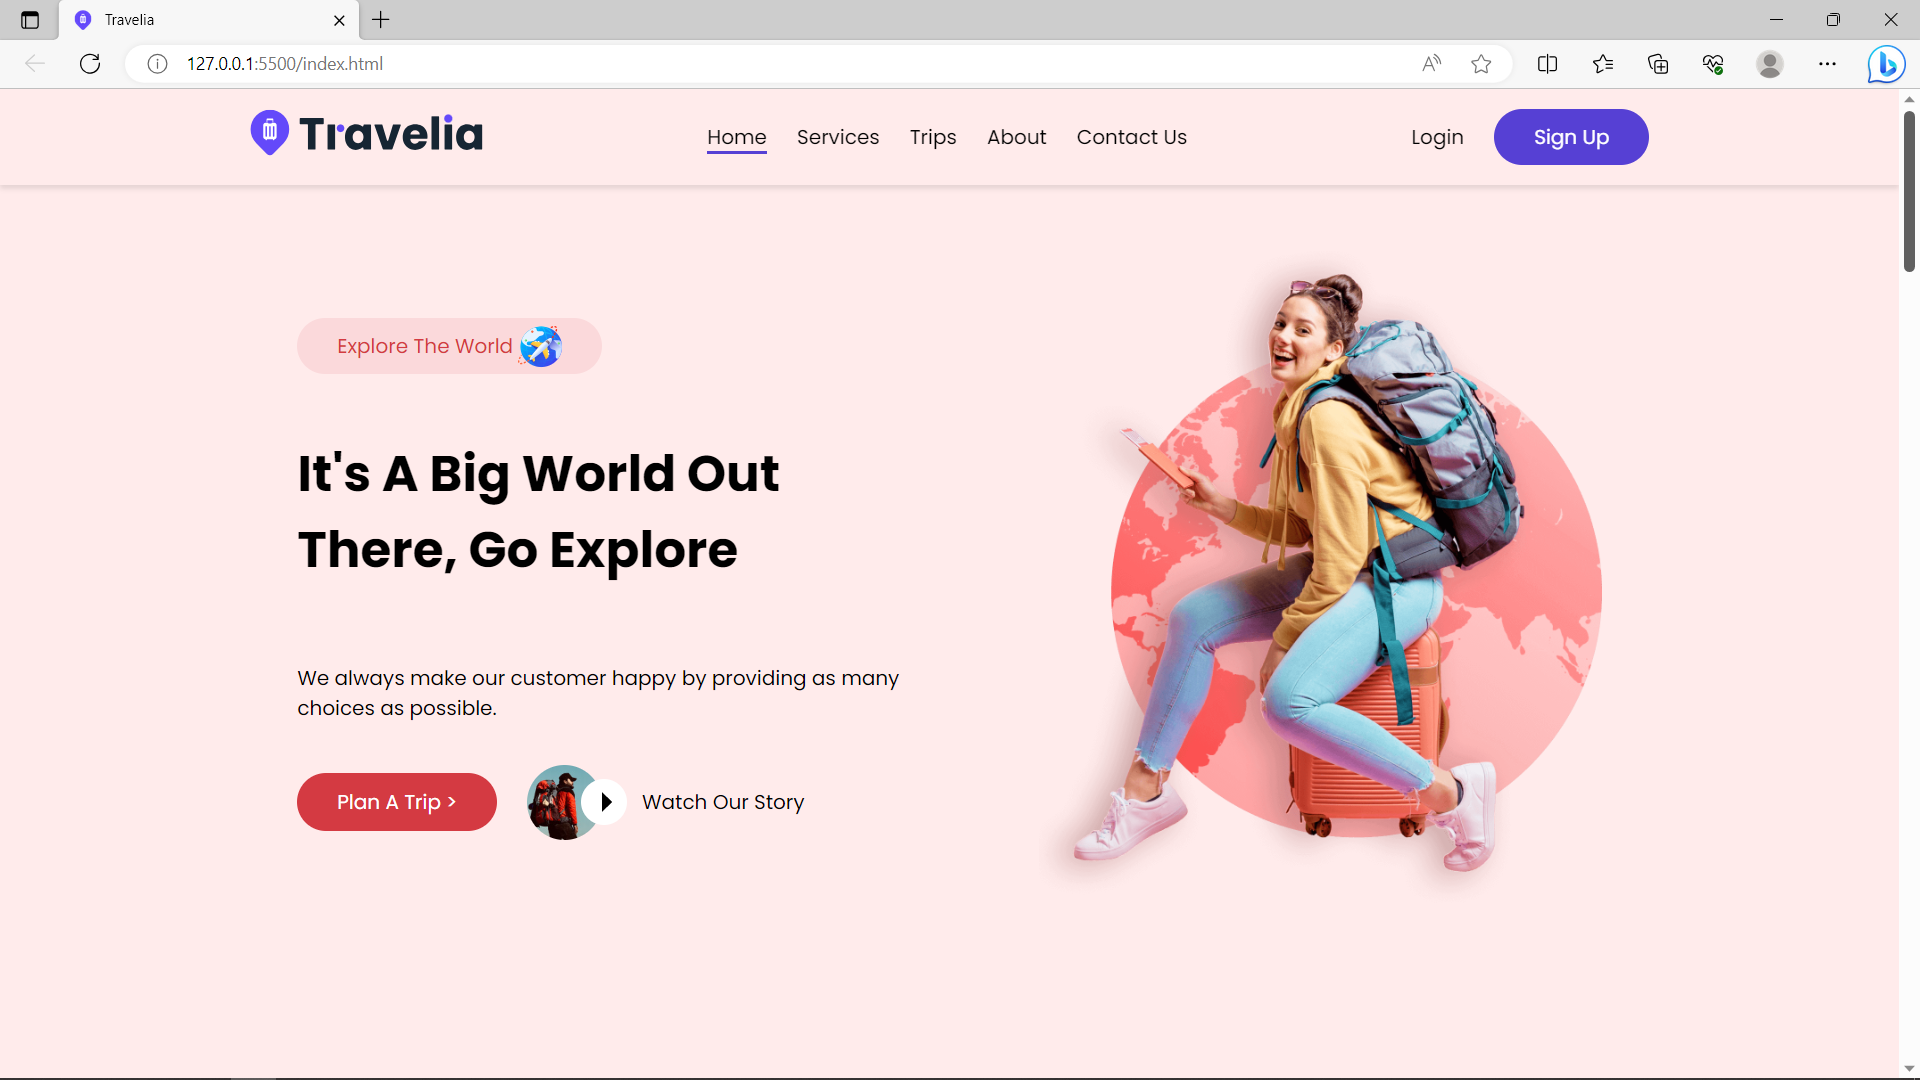 Travelia
127.0.0.1:5500/index.html
Travelia
Home Services Trips About Contact Us Login Sign Up
Explore The World
It's A Big World Out
There, Go Explore
We always make our customer happy by providing as many
choices as possible.
Plan A Trip > Watch Our Story